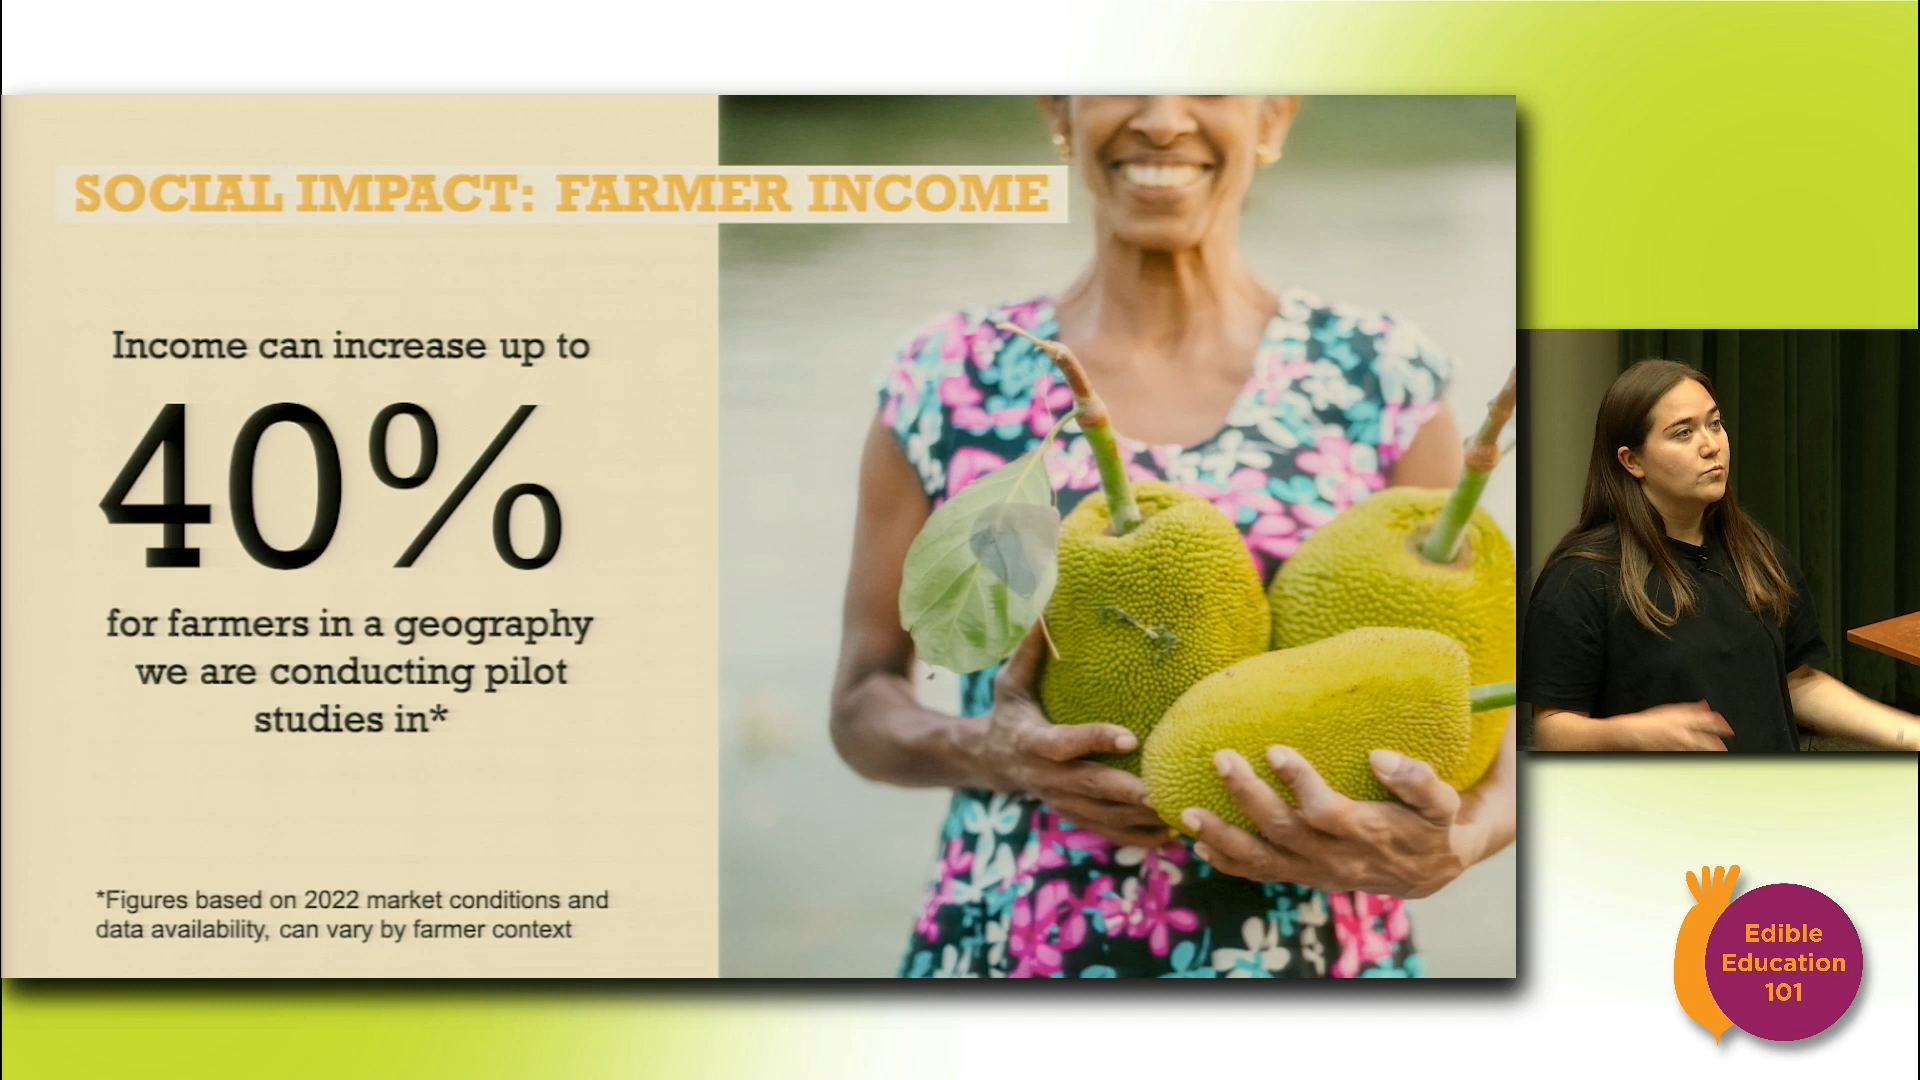 SOCIAL IMPACT: FARMER INCOME
Income can increase up to
40%
for farmers in a geography
we are conducting pilot
studies in*
*Figures based on 2022 market conditions and
data availability, can vary by farmer context
Edible
Education
101